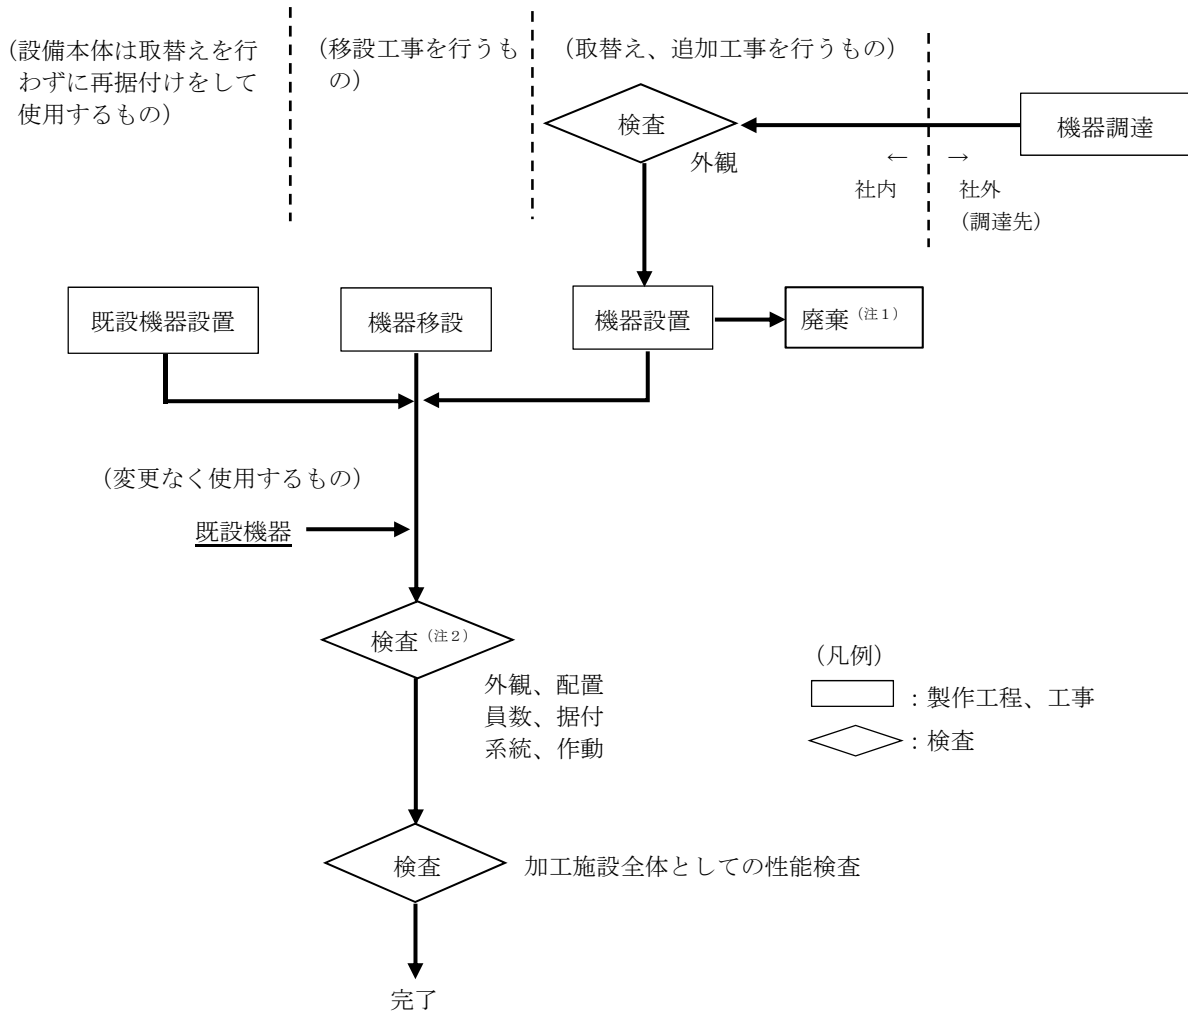 （設備本体は取替えを行
わずに再据付けをして
使用するもの）
（移設工事を行うも
の）
（取替え、追加工事を行うもの）
検査
外観
機器調達
←
→
社内
社外
（調達先）
既設機器設置
機器移設
機器設置
廃棄（注１）
（変更なく使用するもの）
既設機器
検査（注２）
外観、配置
員数、据付
系統、作動
（凡例）
：製作工程、工事
：検査
検査
加工施設全体としての性能検査
完了